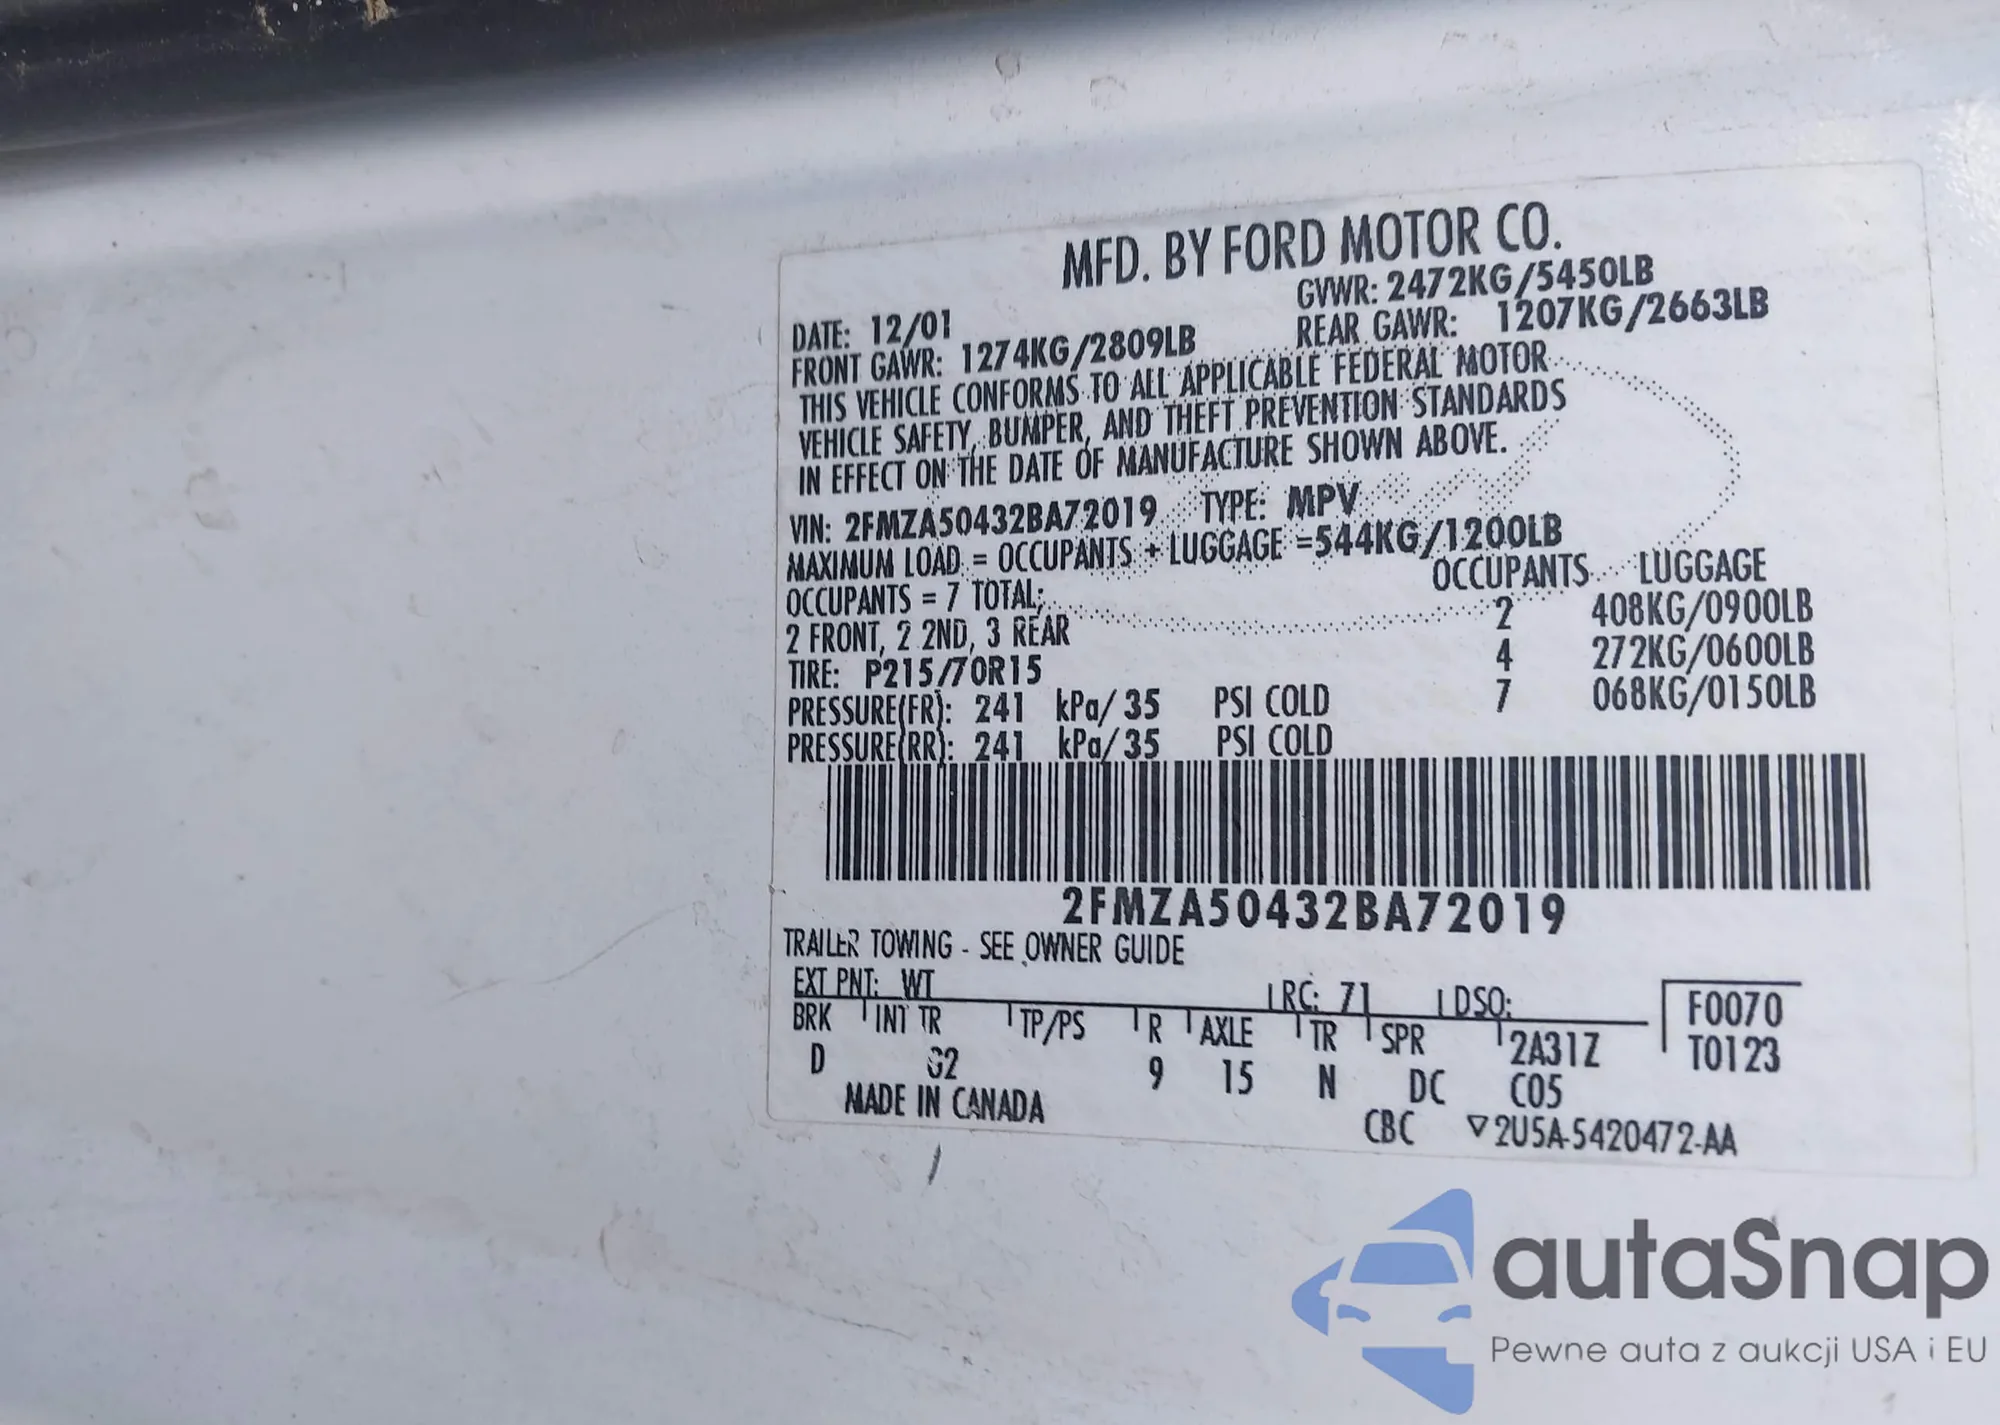 MFD. BY FORD MOTOR CO.
DATE: 12/01 GVWR: 2472KG/5450LB
FRONT GAWR: 1274KG/2809LB REAR GAWR: 1207KG/2663LB
THIS VEHICLE CONFORMS TO ALL APPLICABLE FEDERAL MOTOR
VEHICLE SAFETY, BUMPER, AND THEFT PREVENTION STANDARDS
IN EFFECT ON THE DATE OF MANUFACTURE SHOWN ABOVE.
VIN: 2FMZA50432BA72019 TYPE: MPV
MAXIMUM LOAD = OCCUPANTS + LUGGAGE =544KG/1200LB
OCCUPANTS = 7 TOTAL; OCCUPANTS LUGGAGE
2 FRONT, 2 2ND, 3 REAR 2 408KG/0900LB
TIRE: P215/70R15 4 272KG/0600LB
PRESSURE(FR): 241 kPa/ 35 PSI COLD 7 068KG/0150LB
PRESSURE(RR): 241 kPa/35 PSI COLD
2FMZA50432BA72019
TRAILER TOWING - SEE OWNER GUIDE
EXT PNT: WT RC: 71 DSO: F0070
BRK INT TR TP/PS R AXLE TR SPR 2A31Z T0123
D G2 9 15 N DC C05
MADE IN CANADA CBC ▽2U5A-5420472-AA
autaSnap
Pewne auta z aukcji USA i EU